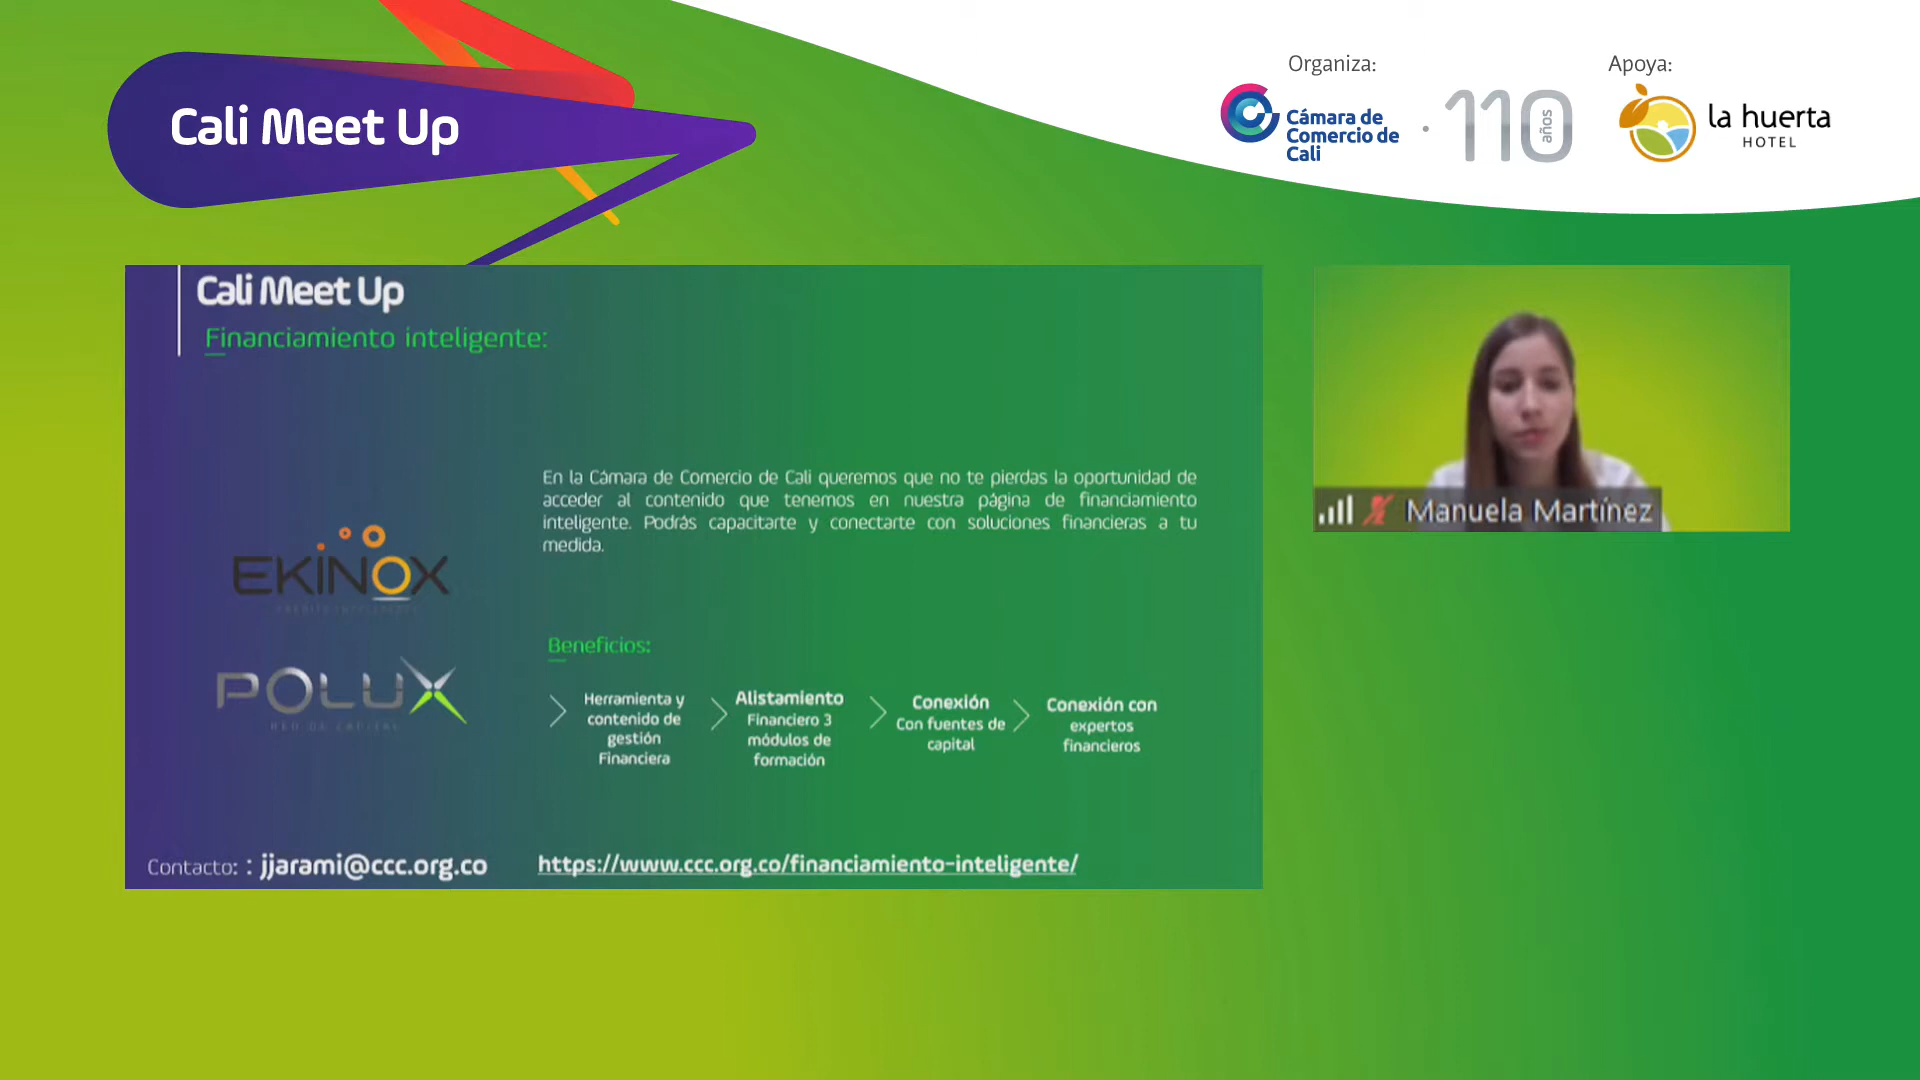 Cali Meet Up
Organiza:
Cámara de
Comercio de
Cali
110
años
Apoya:
la huerta
HOTEL
Cali Meet Up
Financiamiento inteligente:
En la Cámara de Comercio de Cali queremos que no te pierdas la oportunidad de
acceder al contenido que tenemos en nuestra página de financiamiento
inteligente. Podrás capacitarte y conectarte con soluciones financieras a tu
medida.
EKINOX
POLUX
RED DE CAPITAL
Beneficios:
Herramienta y
contenido de
gestión
Financiera
Alistamiento
Financiero 3
módulos de
formación
Conexión
Con fuentes de
capital
Conexión con
expertos
financieros
Contacto: : jjarami@ccc.org.co
https://www.ccc.org.co/financiamiento-inteligente/
Manuela Martínez